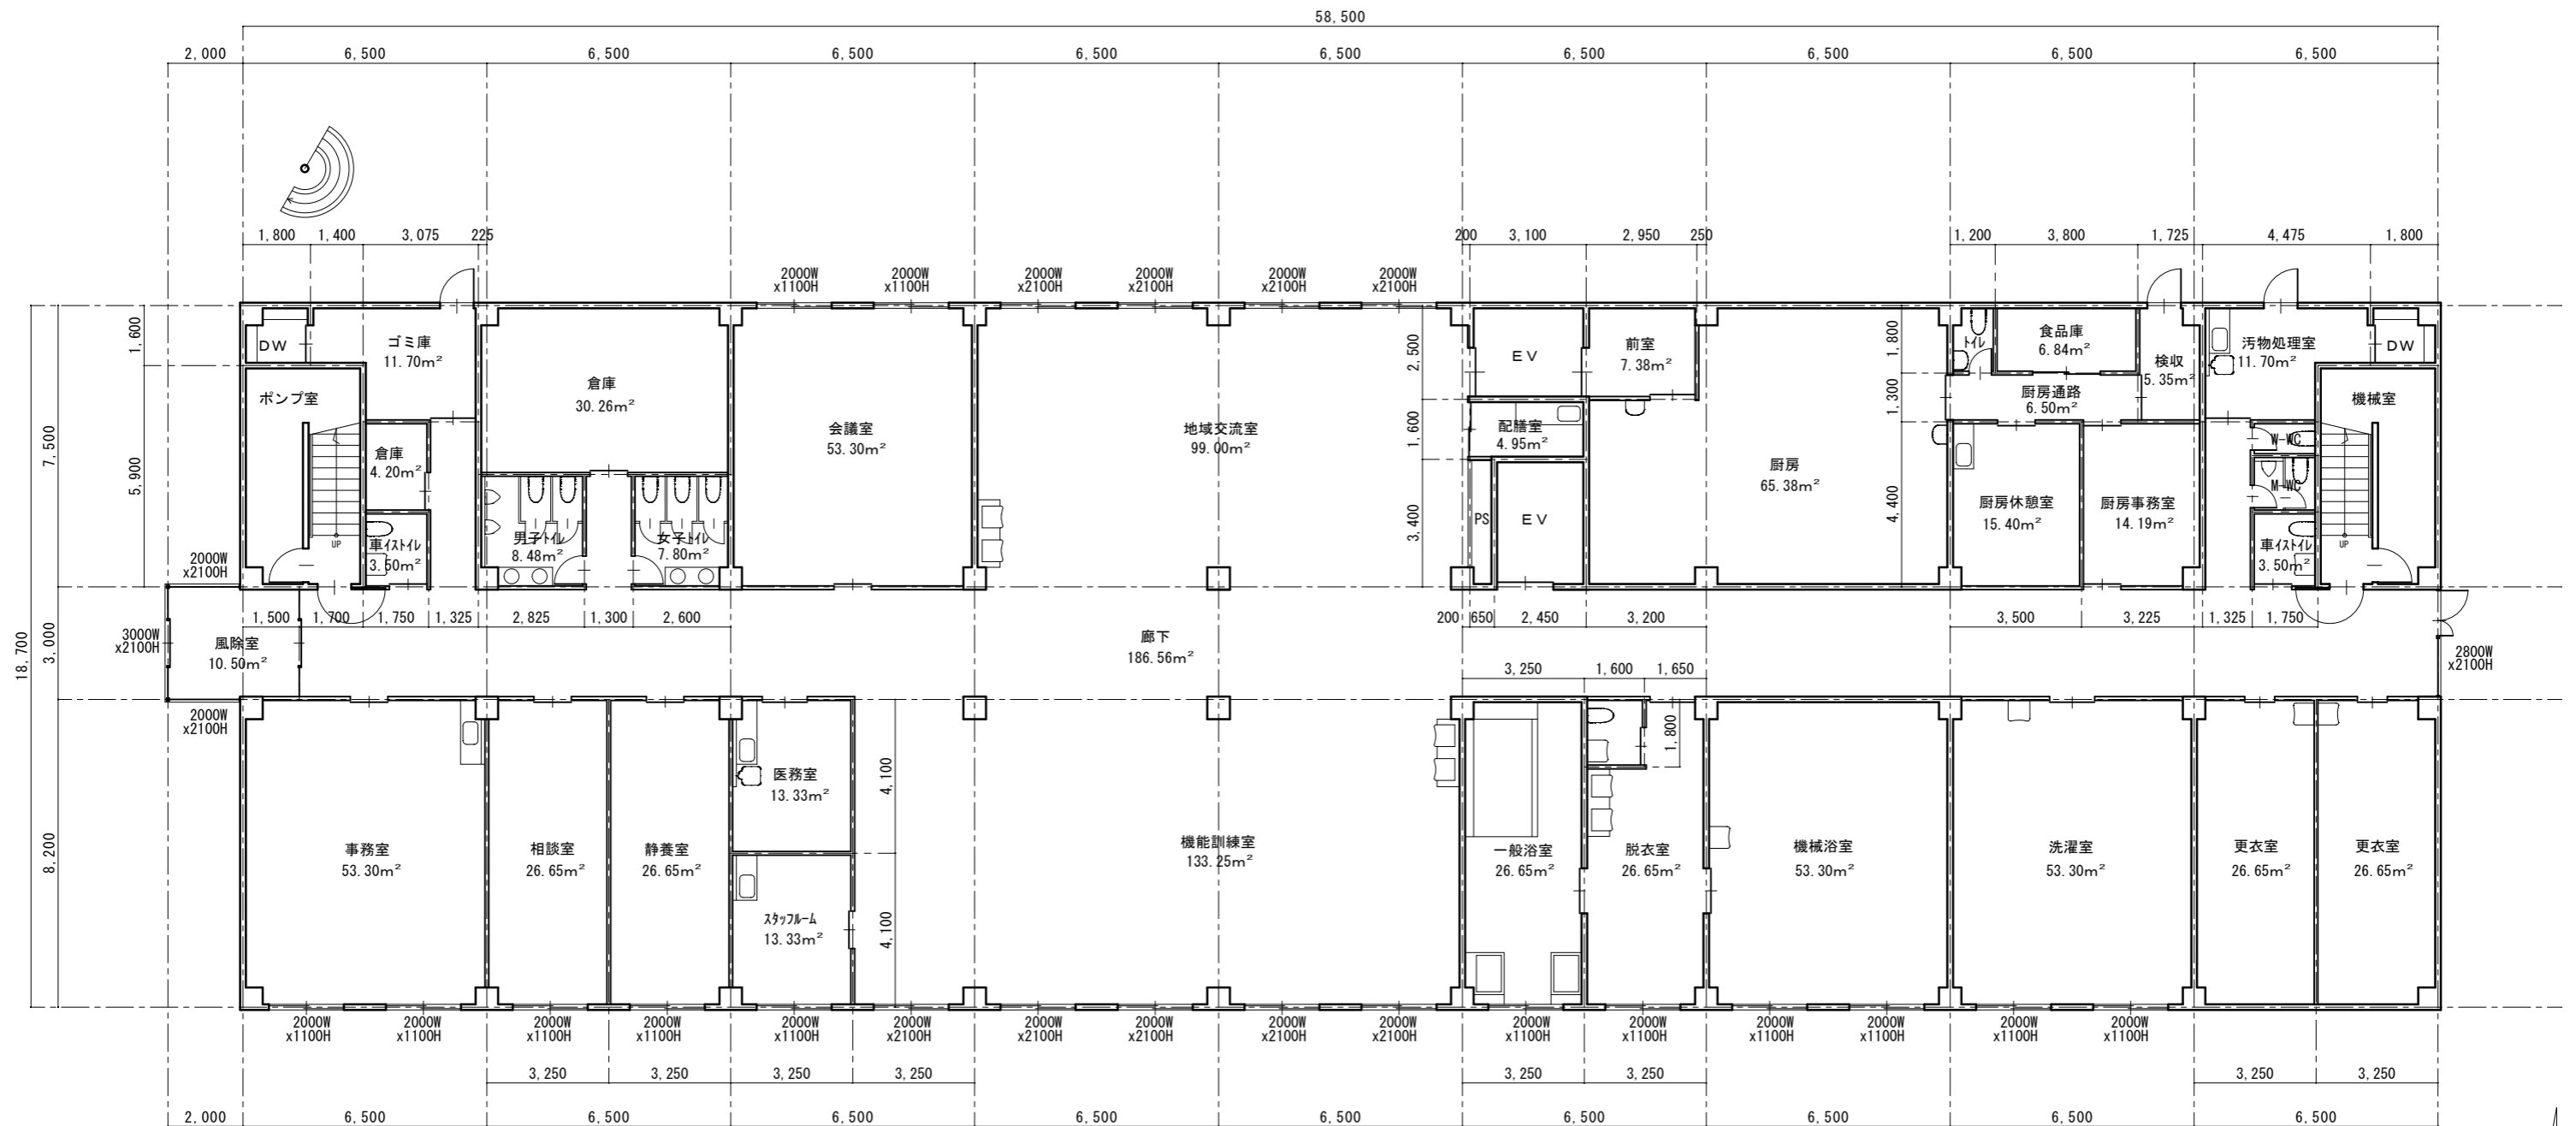 58,500
2,000 6,500 6,500 6,500 6,500 6,500 6,500 6,500 6,500 6,500
1,800 1,400 3,075 225 200 3,100 2,950 250 1,200 3,800 1,725 4,475 1,800
2000W
x1100H
2000W
x1100H
2000W
x2100H
2000W
x2100H
2000W
x2100H
2000W
x2100H
18,700
7,500
3,000
8,200
1,600
5,900
DW
ゴミ庫
11.70m²
ポンプ室
倉庫
4.20m²
車イストイレ
3.50m²
UP
倉庫
30.26m²
男子トイレ
8.48m²
女子トイレ
7.80m²
会議室
53.30m²
地域交流室
99.00m²
2,500
1,600
3,400
EV
前室
7.38m²
配膳室
4.95m²
PS
EV
厨房
65.38m²
1,800
1,300
4,400
トイレ
食品庫
6.84m²
検収
5.35m²
厨房通路
6.50m²
厨房休憩室
15.40m²
厨房事務室
14.19m²
汚物処理室
11.70m²
DW
機械室
W-WC
M-WC
車イストイレ
3.50m²
UP
2000W
x2100H
1,500 1,700 1,750 1,325 2,825 1,300 2,600 200 650 2,450 3,200 3,500 3,225 1,325 1,750
3000W
x2100H
風除室
10.50m²
廊下
186.56m²
2800W
x2100H
3,250 1,600 1,650
2000W
x2100H
1,800
事務室
53.30m²
相談室
26.65m²
静養室
26.65m²
医務室
13.33m²
スタッフルーム
13.33m²
4,100
4,100
機能訓練室
133.25m²
一般浴室
26.65m²
脱衣室
26.65m²
機械浴室
53.30m²
洗濯室
53.30m²
更衣室
26.65m²
更衣室
26.65m²
2000W
x1100H
2000W
x1100H
2000W
x1100H
2000W
x1100H
2000W
x1100H
2000W
x2100H
2000W
x2100H
2000W
x2100H
2000W
x2100H
2000W
x2100H
2000W
x1100H
2000W
x1100H
2000W
x1100H
2000W
x1100H
2000W
x1100H
2000W
x1100H
3,250 3,250 3,250 3,250 3,250 3,250 3,250 3,250
2,000 6,500 6,500 6,500 6,500 6,500 6,500 6,500 6,500 6,500